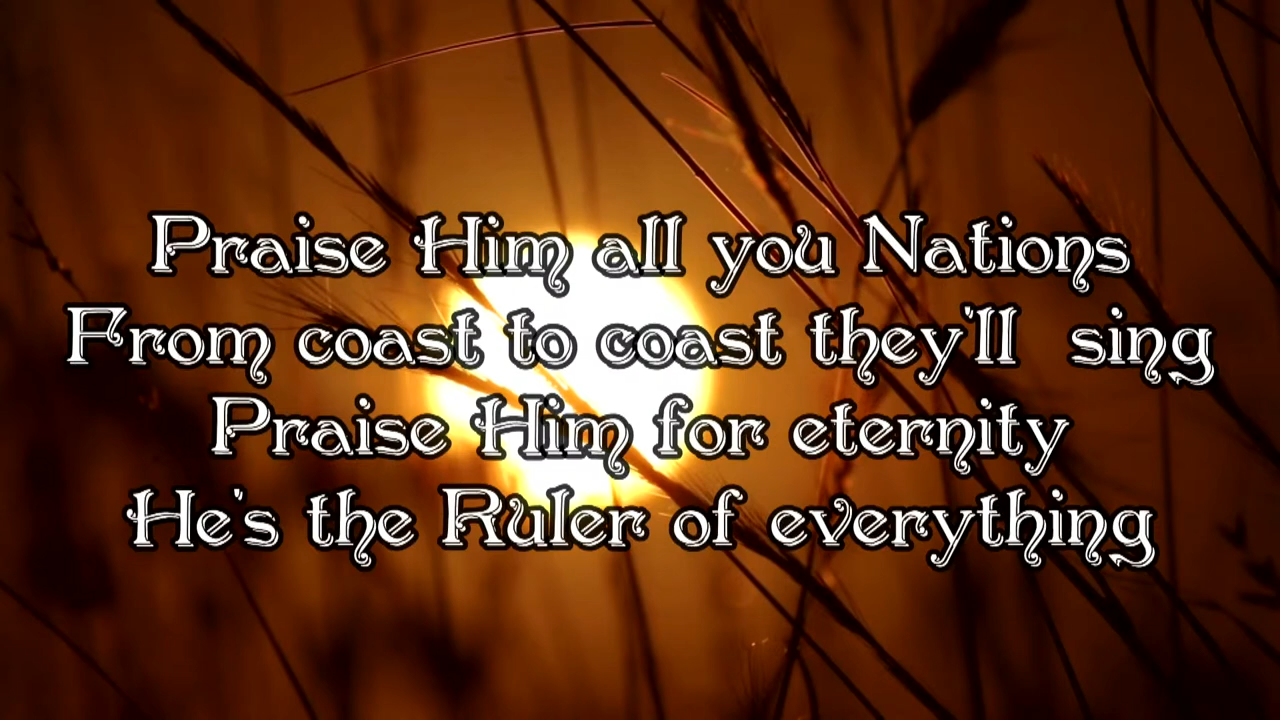 Praise Him all you Nations
From coast to coast they'll sing
Praise Him for eternity
He's the Ruler of everything